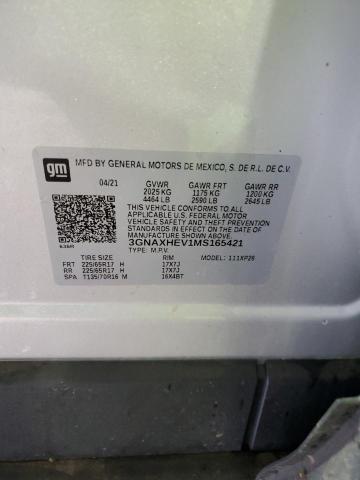 gm
MFD BY GENERAL MOTORS DE MEXICO, S. DE R.L. DE C.V.
04/21 GVWR GAWR FRT GAWR RR
2025 KG 1175 KG 1200 KG
4464 LB 2590 LB 2645 LB
THIS VEHICLE CONFORMS TO ALL
APPLICABLE U.S. FEDERAL MOTOR
VEHICLE SAFETY, BUMPER, AND THEFT
PREVENTION STANDARDS IN EFFECT ON
THE DATE OF MANUFACTURE SHOWN ABOVE.
3GNAXHEV1MS165421
TYPE: M.P.V. MODEL: 111XP26
TIRE SIZE RIM
FRT 225/65R17 H 17X7J
RR 225/65R17 H 17X7J
SPA T135/70R16 M 16X4BT